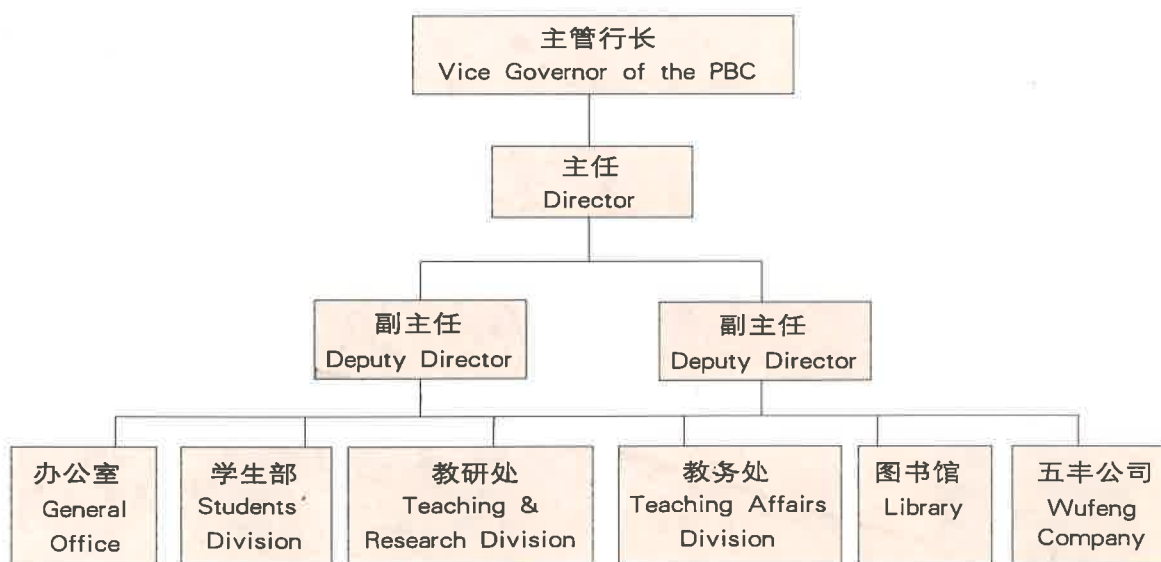 主管行长
Vice Governor of the PBC
主任
Director
副主任
Deputy Director
副主任
Deputy Director
办公室
General
Office
学生部
Students'
Division
教研处
Teaching &
Research Division
教务处
Teaching Affairs
Division
图书馆
Library
五丰公司
Wufeng
Company